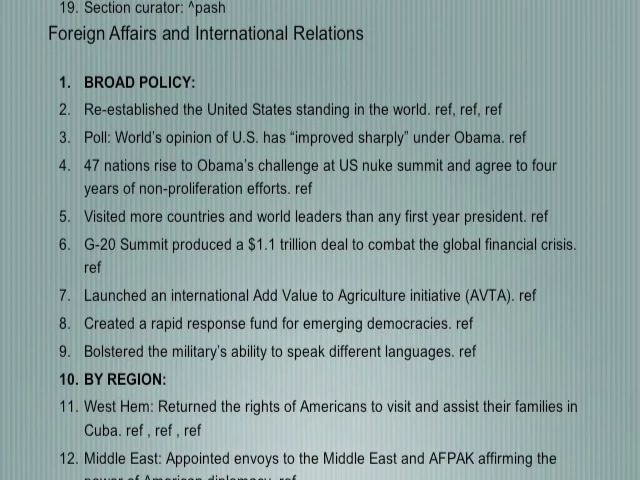 19. Section curator: ^pash
Foreign Affairs and International Relations
1. BROAD POLICY:
2. Re-established the United States standing in the world. ref, ref, ref
3. Poll: World's opinion of U.S. has “improved sharply” under Obama. ref
4. 47 nations rise to Obama's challenge at US nuke summit and agree to four
years of non-proliferation efforts. ref
5. Visited more countries and world leaders than any first year president. ref
6. G-20 Summit produced a $1.1 trillion deal to combat the global financial crisis.
ref
7. Launched an international Add Value to Agriculture initiative (AVTA). ref
8. Created a rapid response fund for emerging democracies. ref
9. Bolstered the military's ability to speak different languages. ref
10. BY REGION:
11. West Hem: Returned the rights of Americans to visit and assist their families in
Cuba. ref , ref , ref
12. Middle East: Appointed envoys to the Middle East and AFPAK affirming the
power of American diplomacy. ref